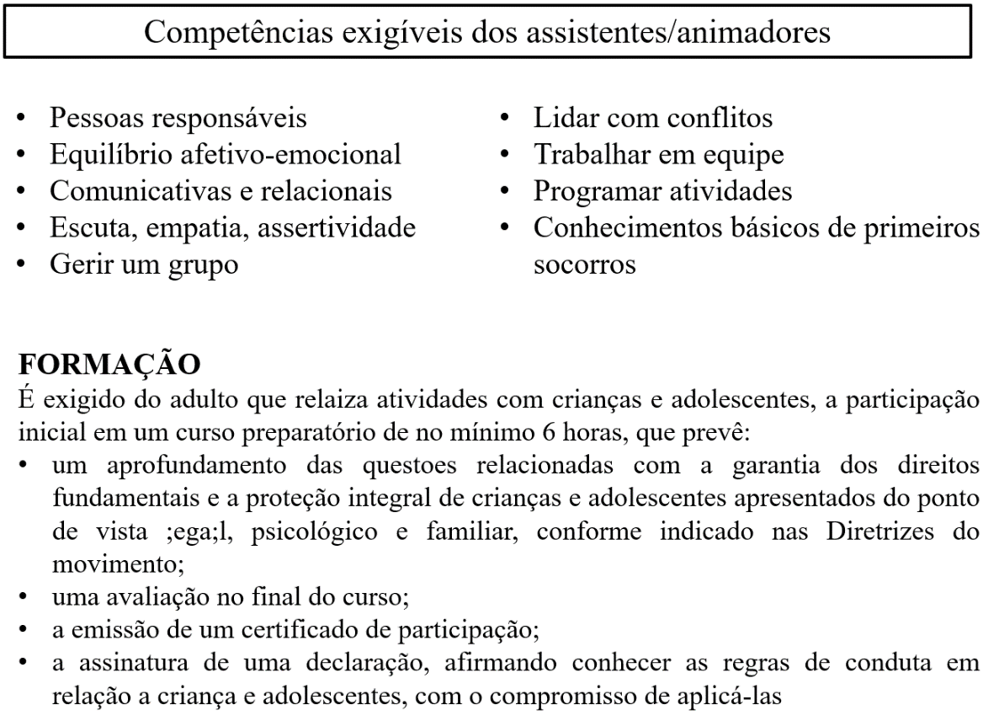 Competências exigíveis dos assistentes/animadores
• Pessoas responsáveis
• Equilíbrio afetivo-emocional
• Comunicativas e relacionais
• Escuta, empatia, assertividade
• Gerir um grupo
• Lidar com conflitos
• Trabalhar em equipe
• Programar atividades
• Conhecimentos básicos de primeiros
socorros
FORMAÇÃO
É exigido do adulto que relaiza atividades com crianças e adolescentes, a participação
inicial em um curso preparatório de no mínimo 6 horas, que prevê:
• um aprofundamento das questoes relacionadas com a garantia dos direitos
fundamentais e a proteção integral de crianças e adolescentes apresentados do ponto
de vista ;ega;l, psicológico e familiar, conforme indicado nas Diretrizes do
movimento;
• uma avaliação no final do curso;
• a emissão de um certificado de participação;
• a assinatura de uma declaração, afirmando conhecer as regras de conduta em
relação a criança e adolescentes, com o compromisso de aplicá-las